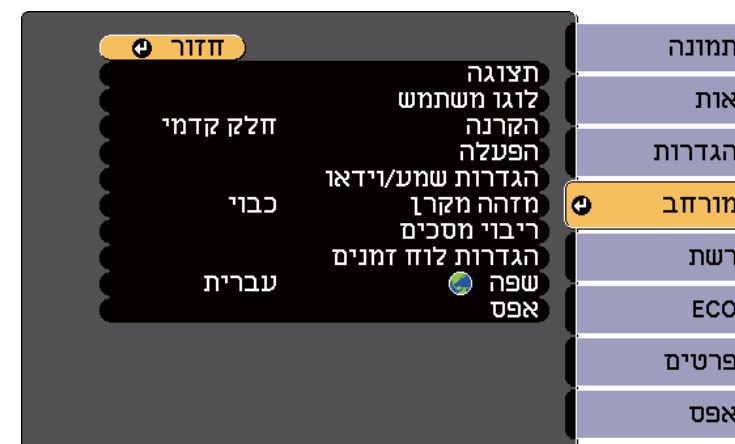 חזור
תצוגה
לוגו משתמש
הקרנה חלק קדמי
הפעלה
הגדרות שמע/וידאו
מזהה מקרן כבוי
ריבוי מסכים
הגדרות לוח זמנים
שפה עברית
אפס
תמונה
אות
הגדרות
מורחב
רשת
ECO
פרטים
אפס